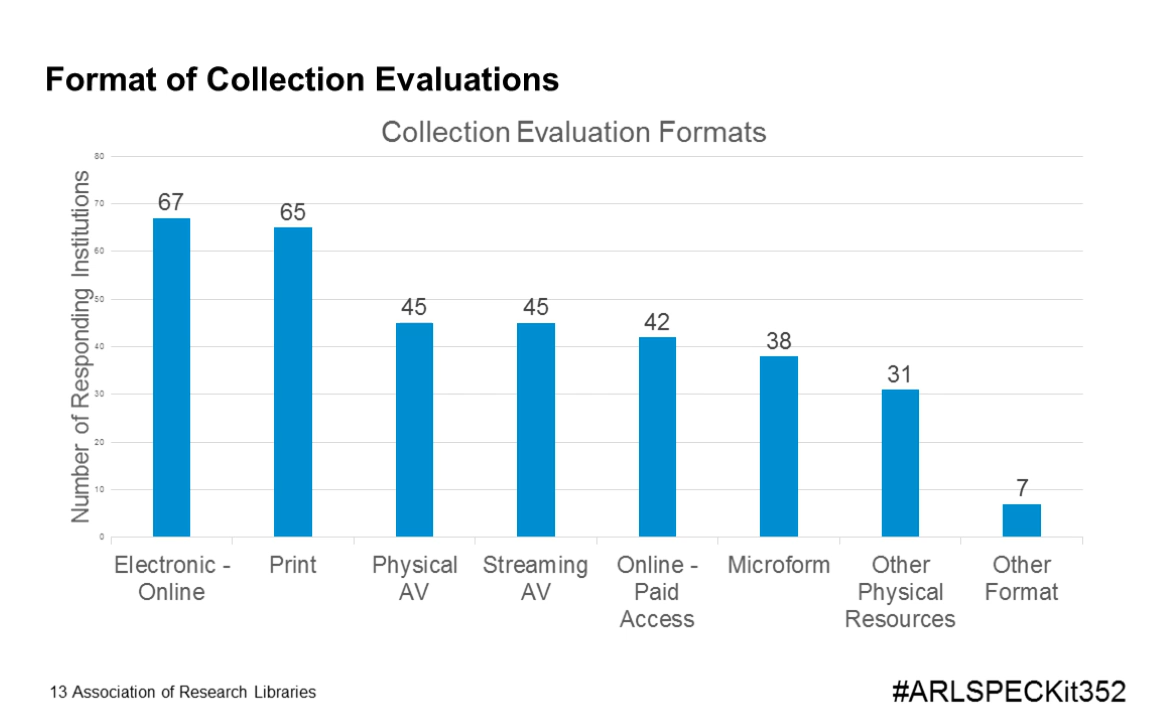 Format of Collection Evaluations
Collection Evaluation Formats
Number of Responding Institutions
80
70
60
50
40
30
20
10
0
67
65
45
45
42
38
31
7
Electronic -
Online
Print
Physical
AV
Streaming
AV
Online -
Paid
Access
Microform
Other
Physical
Resources
Other
Format
13 Association of Research Libraries
#ARLSPECKit352